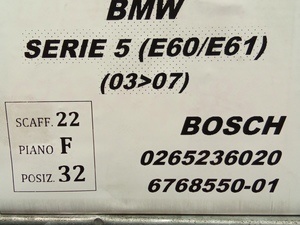 BMW
SERIE 5 (E60/E61)
(03>07)
SCAFF. 22
PIANO F
POSIZ. 32
BOSCH
0265236020
6768550-01